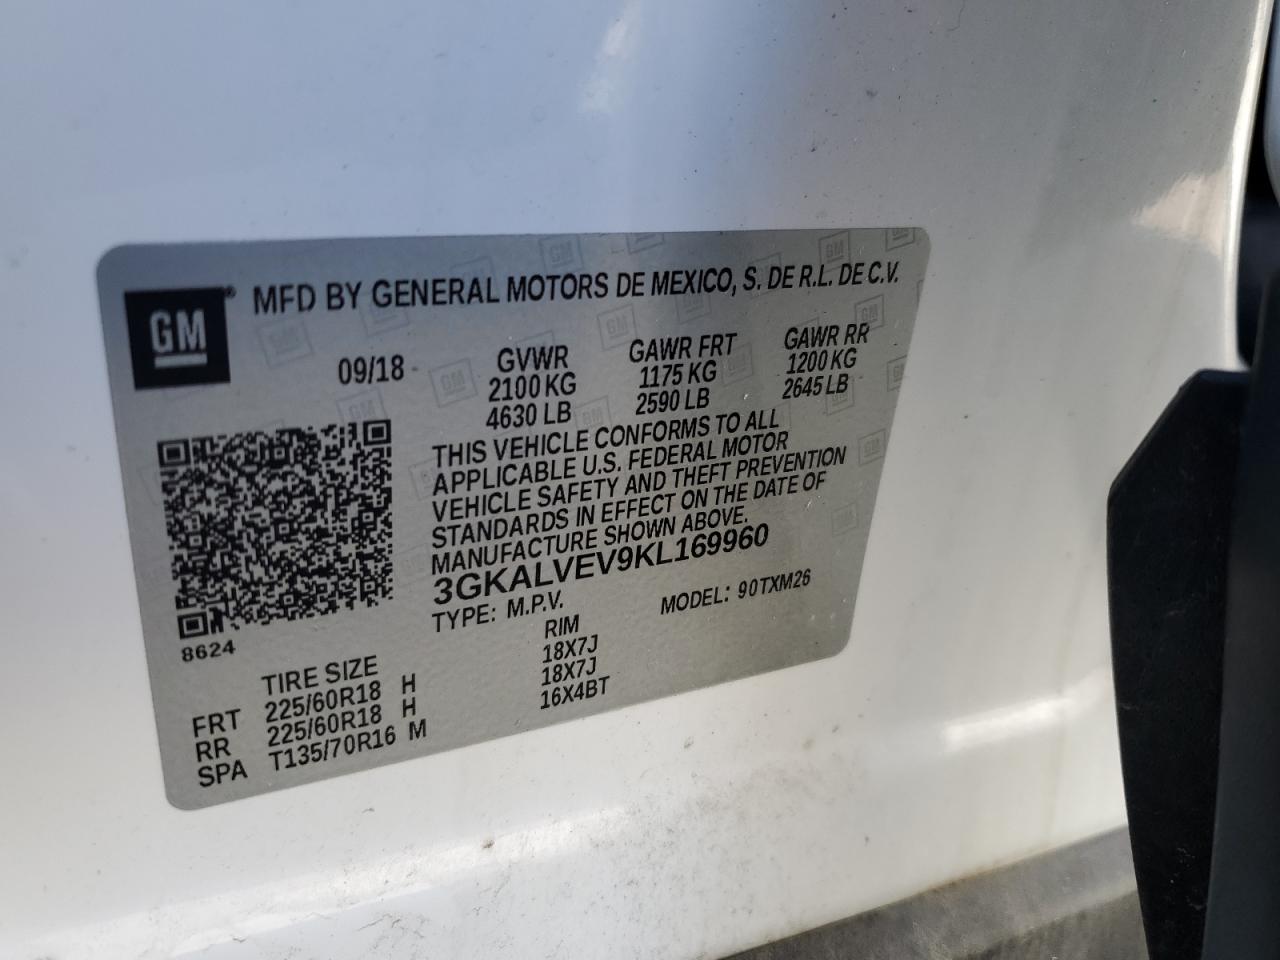 GM
MFD BY GENERAL MOTORS DE MEXICO, S. DE R.L. DE C.V.
09/18 GVWR GAWR FRT GAWR RR
2100 KG 1175 KG 1200 KG
4630 LB 2590 LB 2645 LB
THIS VEHICLE CONFORMS TO ALL
APPLICABLE U.S. FEDERAL MOTOR
VEHICLE SAFETY AND THEFT PREVENTION
STANDARDS IN EFFECT ON THE DATE OF
MANUFACTURE SHOWN ABOVE.
3GKALVEV9KL169960
TYPE: M.P.V. MODEL: 90TXM26
8624
TIRE SIZE RIM
FRT 225/60R18 H 18X7J
RR 225/60R18 H 18X7J
SPA T135/70R16 M 16X4BT